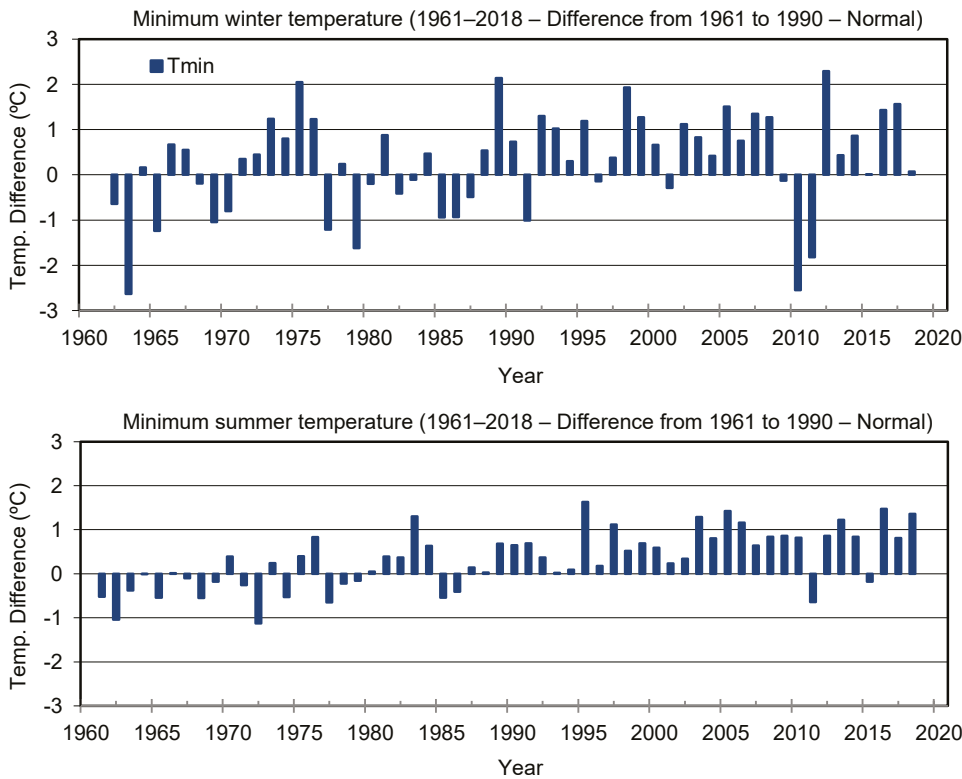 Minimum winter temperature (1961–2018 – Difference from 1961 to 1990 – Normal)
Temp. Difference (ºC)
3
2
1
0
-1
-2
-3
Tmin
1960 1965 1970 1975 1980 1985 1990 1995 2000 2005 2010 2015 2020
Year
Minimum summer temperature (1961–2018 – Difference from 1961 to 1990 – Normal)
Temp. Difference (ºC)
3
2
1
0
-1
-2
-3
1960 1965 1970 1975 1980 1985 1990 1995 2000 2005 2010 2015 2020
Year